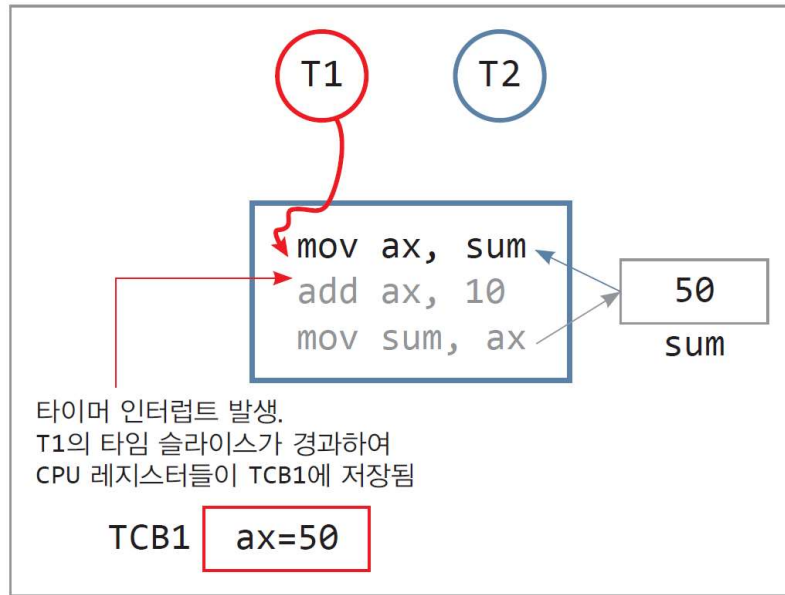 T1
T2
mov ax, sum
add ax, 10
mov sum, ax
50
sum
타이머 인터럽트 발생.
T1의 타임 슬라이스가 경과하여
CPU 레지스터들이 TCB1에 저장됨
TCB1
ax=50